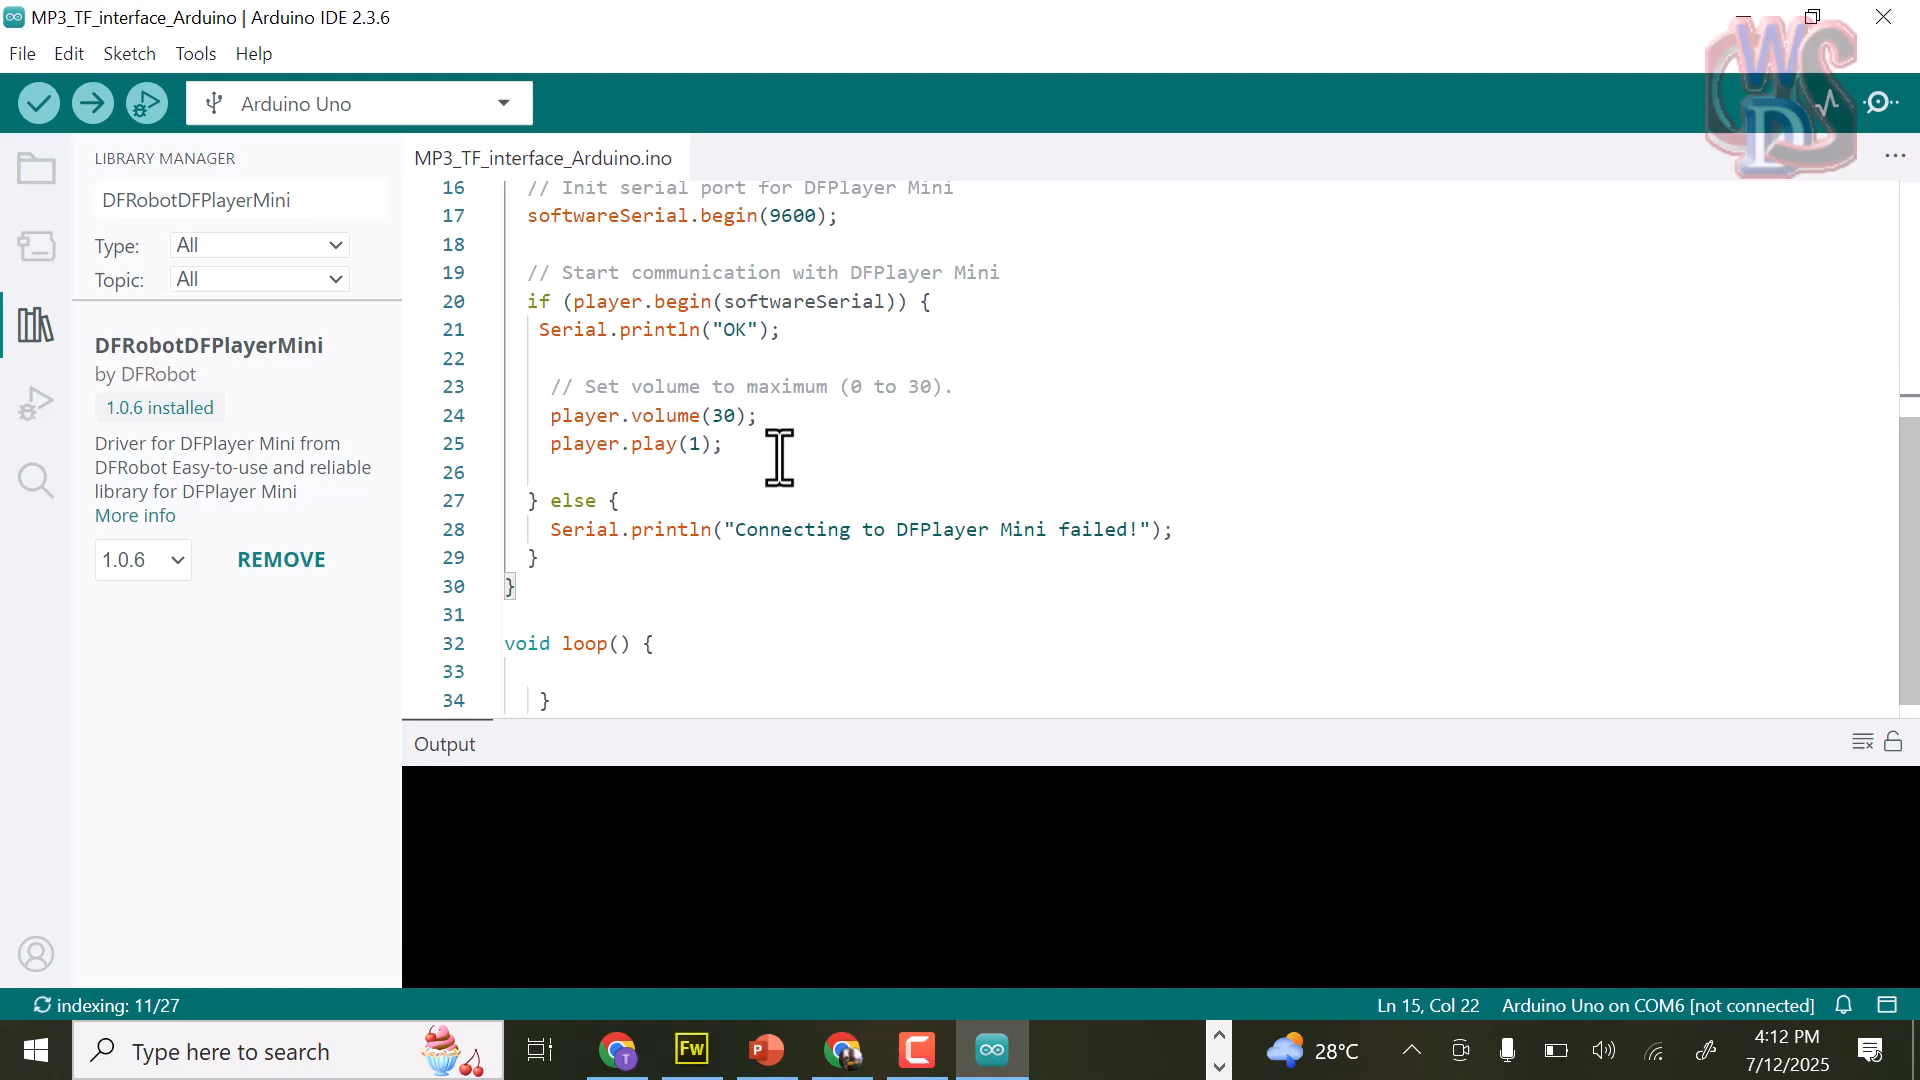 MP3_TF_interface_Arduino | Arduino IDE 2.3.6
File Edit Sketch Tools Help
Arduino Uno
LIBRARY MANAGER
DFRobotDFPlayerMini
Type: All
Topic: All
DFRobotDFPlayerMini
by DFRobot
1.0.6 installed
Driver for DFPlayer Mini from
DFRobot Easy-to-use and reliable
library for DFPlayer Mini
More info
1.0.6 REMOVE
MP3_TF_interface_Arduino.ino
16 // Init serial port for DFPlayer Mini
17 softwareSerial.begin(9600);
18
19 // Start communication with DFPlayer Mini
20 if (player.begin(softwareSerial)) {
21 Serial.println("OK");
22
23 // Set volume to maximum (0 to 30).
24 player.volume(30);
25 player.play(1);
26
27 } else {
28 Serial.println("Connecting to DFPlayer Mini failed!");
29 }
30 }
31
32 void loop() {
33
34 }
Output
indexing: 11/27
Ln 15, Col 22 Arduino Uno on COM6 [not connected]
Type here to search
T
Fw
P
C
28°C
4:12 PM
7/12/2025
WSD